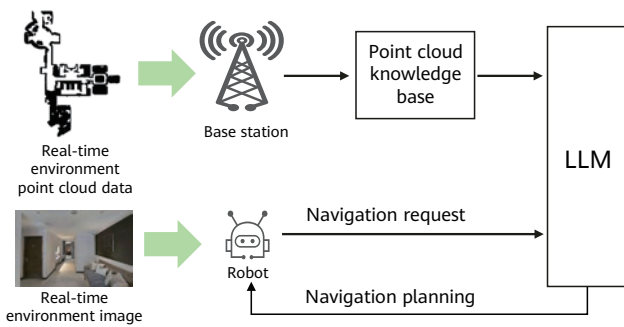 Real-time
environment
point cloud data
Base station
Point cloud
knowledge
base
LLM
Real-time
environment image
Robot
Navigation request
Navigation planning